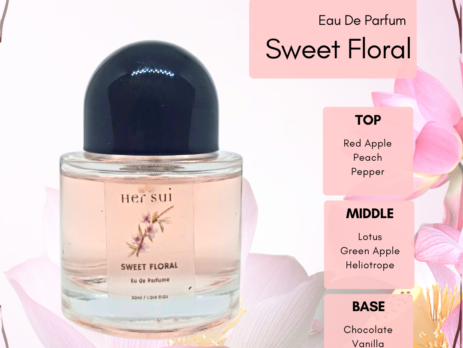 Eau De Parfum
Sweet Floral
TOP
Red Apple
Peach
Pepper
MIDDLE
Lotus
Green Apple
Heliotrope
BASE
Chocolate
Vanilla
Her Sui
SWEET FLORAL
Eu de Parfume